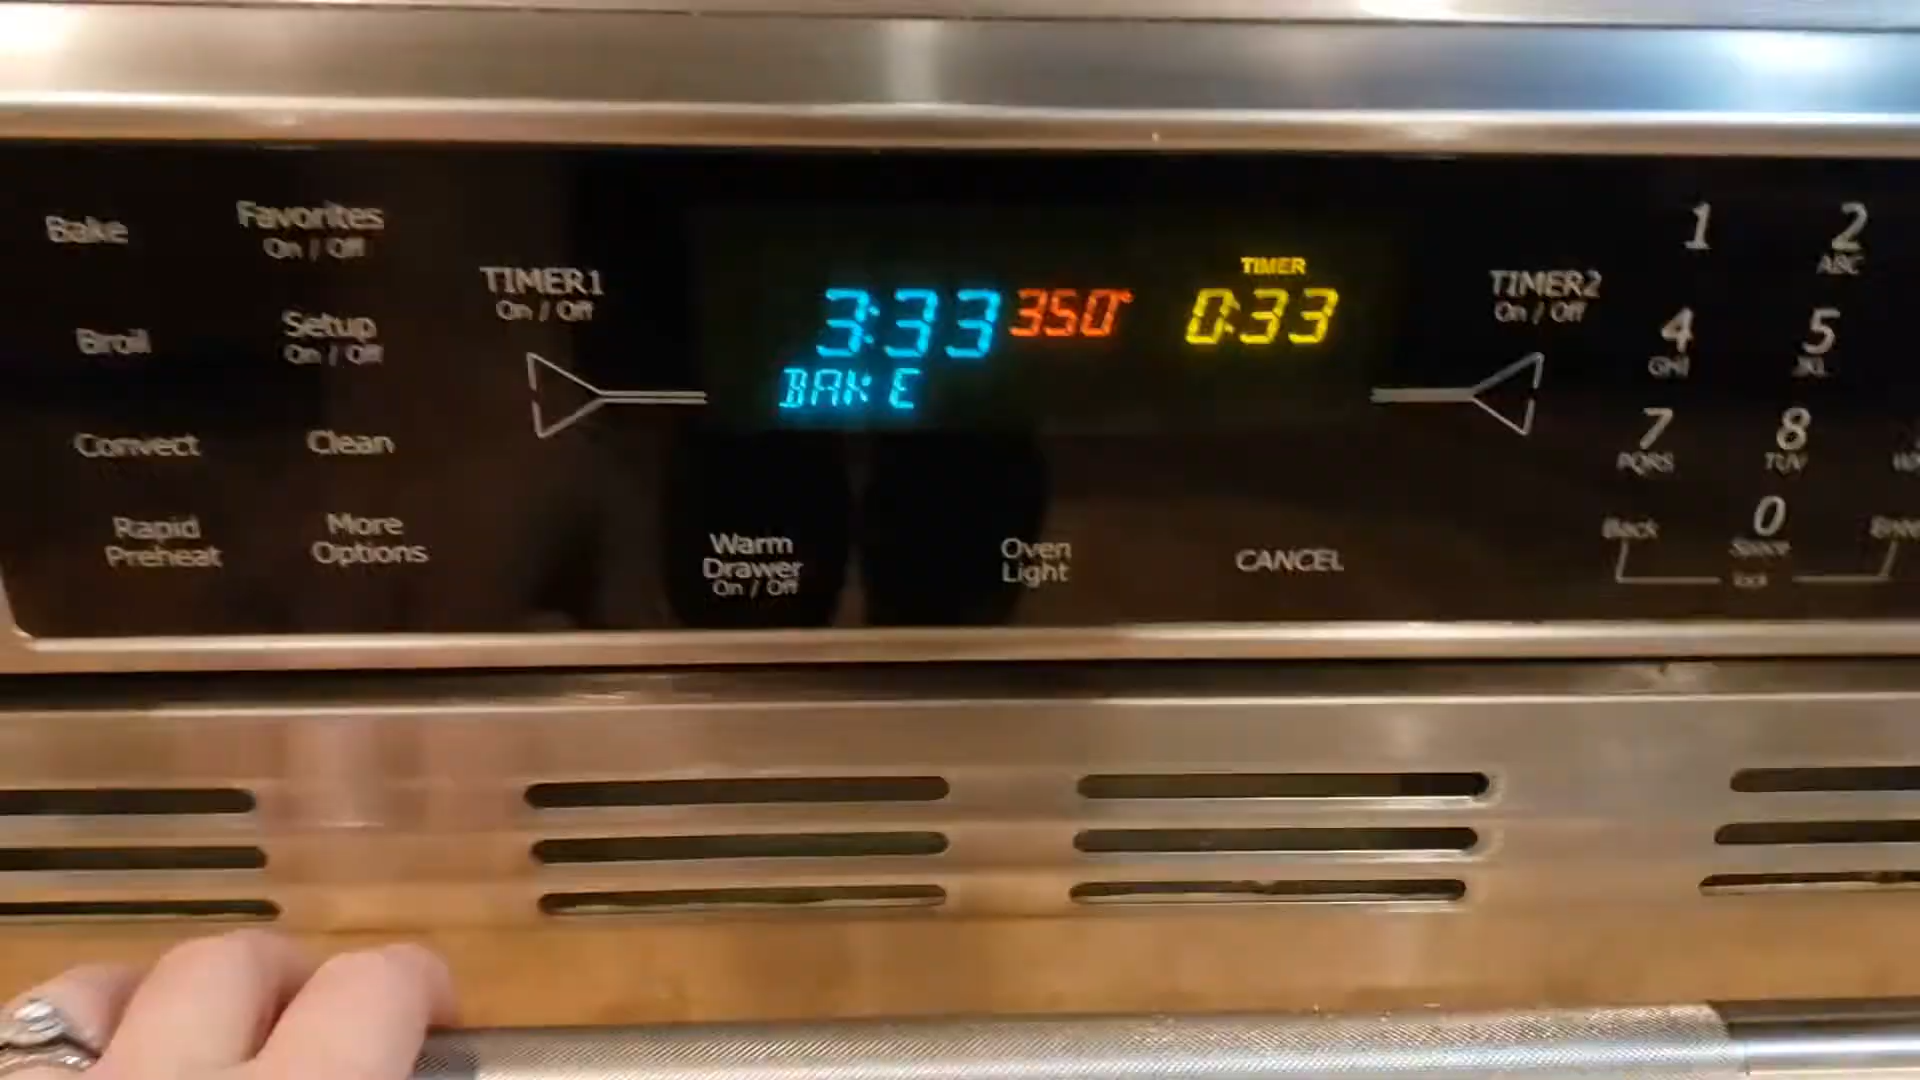 Bake
Favorites
On / Off
Broil
Setup
On / Off
Convect
Clean
Rapid
Preheat
More
Options
TIMER1
On / Off
TIMER
3:33 350° 0:33
BAKE
Warm
Drawer
On / Off
Oven
Light
CANCEL
TIMER2
On / Off
1 2
ABC
4 5
GHI JKL
7 8
PQRS TUV
0
Back Space
lock